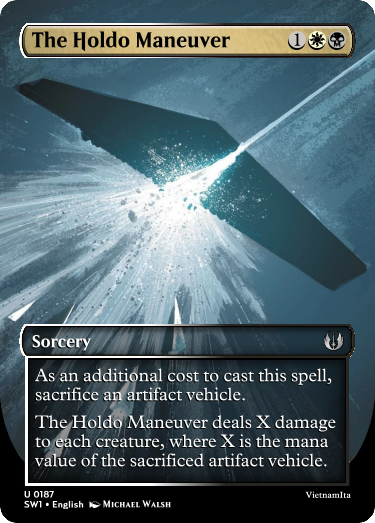 The Holdo Maneuver 1
Sorcery
As an additional cost to cast this spell,
sacrifice an artifact vehicle.
The Holdo Maneuver deals X damage
to each creature, where X is the mana
value of the sacrificed artifact vehicle.
U 0187
SW1 • English Michael Walsh
VietnamIta